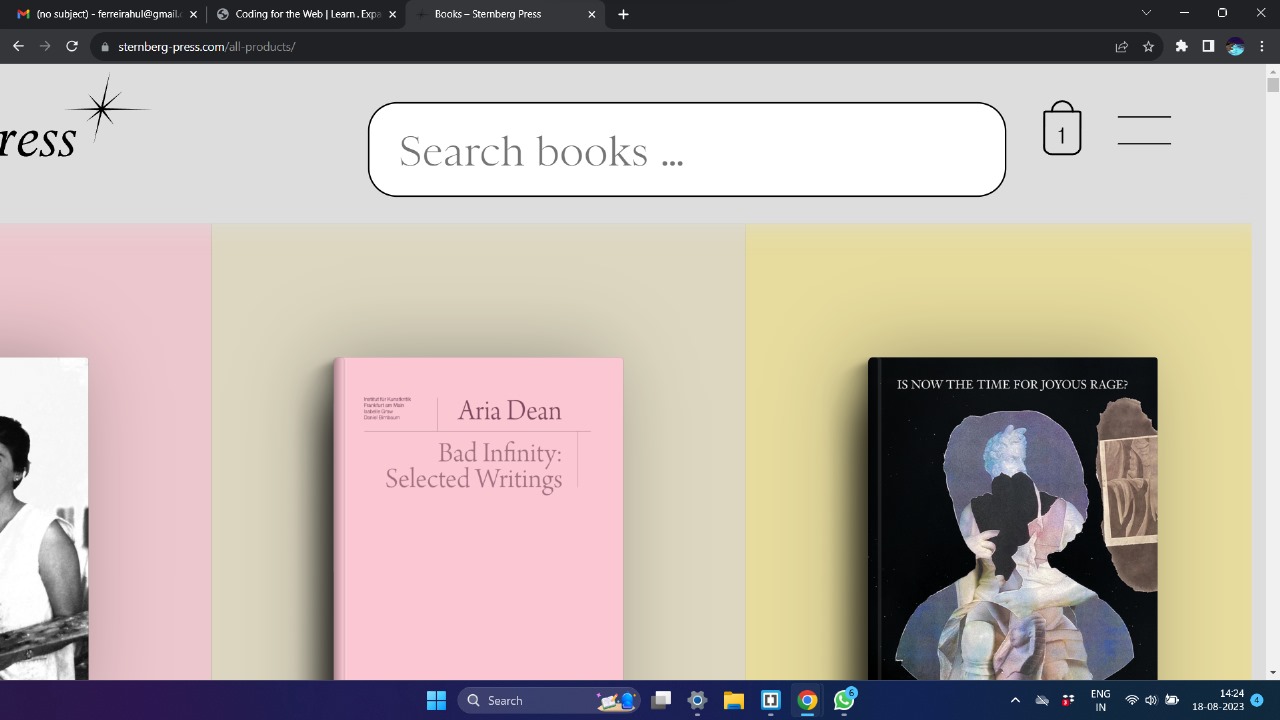 (no subject) - ferreirahul@gmail.
Coding for the Web | Learn . Expa
Books – Sternberg Press
sternberg-press.com/all-products/
ress
Search books ...
1
Institut für Kunstkritik
Frankfurt am Main
Isabelle Graw
Daniel Birnbaum
Aria Dean
Bad Infinity:
Selected Writings
IS NOW THE TIME FOR JOYOUS RAGE?
Search
6
3
ENG
IN
14:24
18-08-2023
4